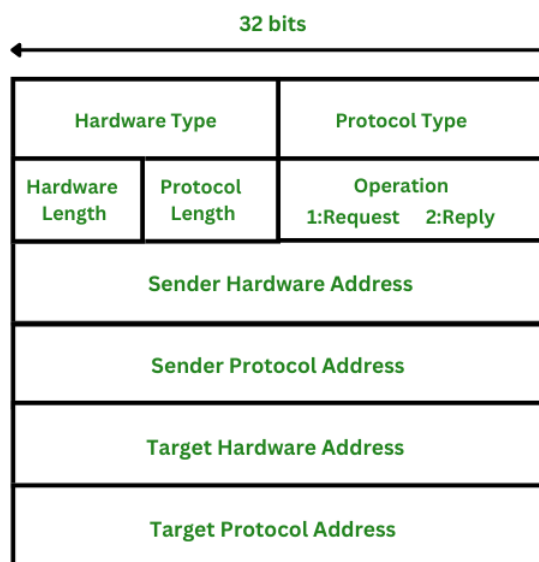 32 bits
Hardware Type
Protocol Type
Hardware
Length
Protocol
Length
Operation
1:Request 2:Reply
Sender Hardware Address
Sender Protocol Address
Target Hardware Address
Target Protocol Address